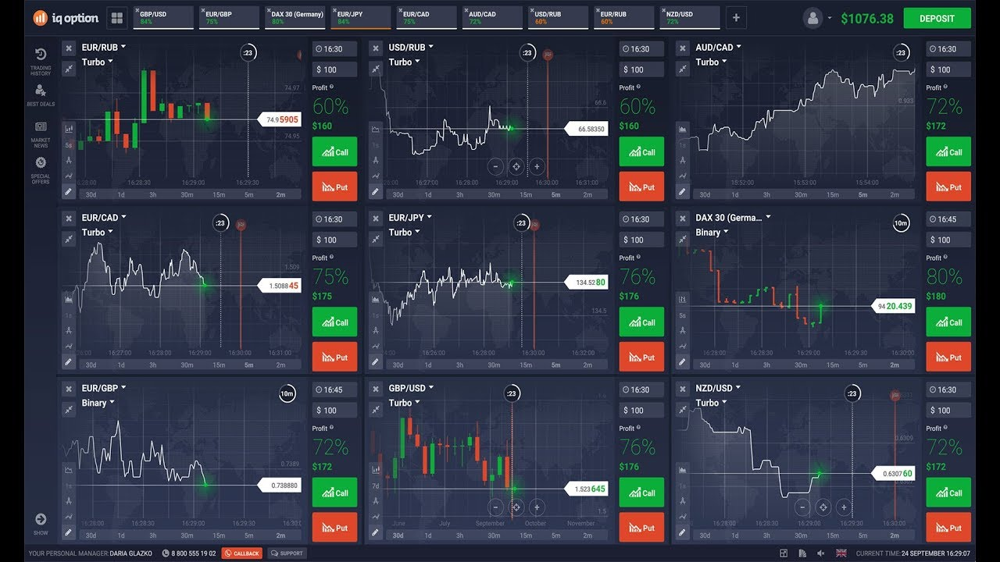 iq option
GBP/USD
84%
EUR/GBP
75%
DAX 30 (Germany)
80%
EUR/JPY
84%
EUR/CAD
75%
AUD/CAD
72%
USD/RUB
60%
EUR/RUB
60%
NZD/USD
72%
+
$1076.38
DEPOSIT
TRADING
HISTORY
BEST DEALS
MARKET
NEWS
SPECIAL
OFFERS
SHOW
EUR/RUB
Turbo
:23
74.97
74.95905
74.95
5s
16:28:30
16:29:00
16:29:30
30d 1d 3h 30m 15m 5m 2m
16:30
$ 100
Profit
60%
$160
Call
Put
USD/RUB
Turbo
:23
66.6
66.58350
1s
16:27:00 16:28:00 16:29:00 16:30:00 16:31:00
30d 1d 3h 30m 15m 5m 2m
16:30
$ 100
Profit
60%
$160
Call
Put
AUD/CAD
Turbo
:23
0.933
1s
15:52:00 15:53:00 15:54:00
30d 1d 3h 30m 15m 5m 2m
16:30
$ 100
Profit
72%
$172
Call
Put
EUR/CAD
Turbo
:23
1.509
1.508845
1s
16:27:00 16:28:00 16:29:00 16:30:00 16:31:00
30d 1d 3h 30m 15m 5m 2m
16:30
$ 100
Profit
75%
$175
Call
Put
EUR/JPY
Turbo
:23
134.5280
134.5
1s
16:28:00 16:29:00 16:30:00 16:32:00
30d 1d 3h 30m 15m 5m 2m
16:30
$ 100
Profit
76%
$176
Call
Put
DAX 30 (Germa...
Binary
10m
9420.439
5s
16:27:00 16:28:00 16:29:00 16:30:00
30d 1d 3h 30m 15m 5m 2m
16:45
$ 100
Profit
80%
$180
Call
Put
EUR/GBP
Binary
10m
0.7389
0.738880
1s
16:28:00 16:28:30 16:29:00 16:29:30
30d 1d 3h 30m 15m 5m 2m
16:45
$ 100
Profit
72%
$172
Call
Put
GBP/USD
Turbo
:23
1.6
1.523645
1.5
7d
June July September October November
30d 1d 3h 30m 15m 5m 2m
16:30
$ 100
Profit
76%
$176
Call
Put
NZD/USD
Turbo
:23
0.6309
0.630760
1s
16:28:00 16:28:30 16:29:00 16:29:30
30d 1d 3h 30m 15m 5m 2m
16:30
$ 100
Profit
72%
$172
Call
Put
YOUR PERSONAL MANAGER: DARIA GLAZKO
8 800 555 19 02
CALLBACK
SUPPORT
CURRENT TIME: 24 SEPTEMBER 16:29:07